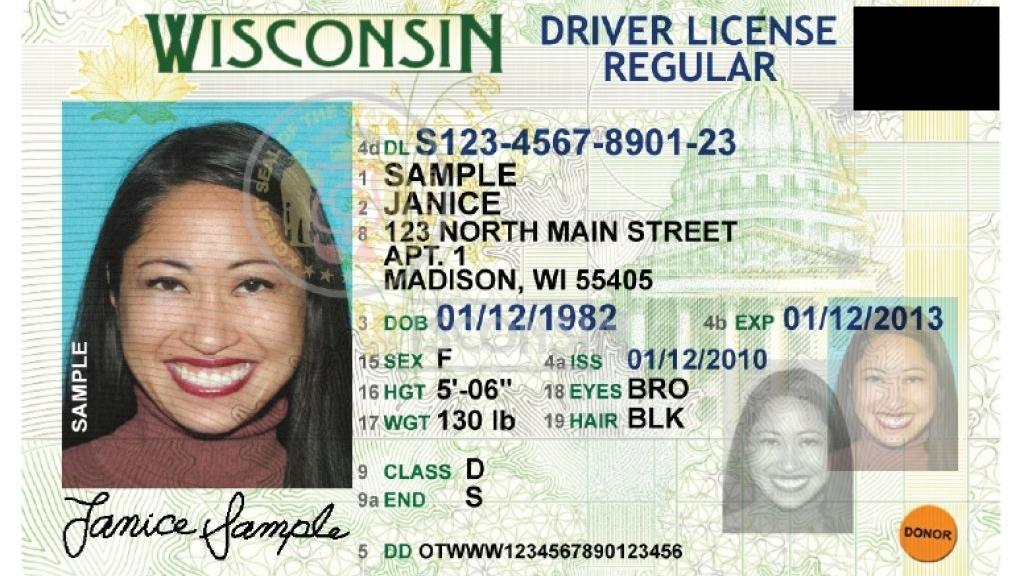 WISCONSIN
DRIVER LICENSE
REGULAR
4d DL S123-4567-8901-23
1 SAMPLE
2 JANICE
8 123 NORTH MAIN STREET
APT. 1
MADISON, WI 55405
3 DOB 01/12/1982 4b EXP 01/12/2013
15 SEX F 4a ISS 01/12/2010
16 HGT 5'-06" 18 EYES BRO
17 WGT 130 lb 19 HAIR BLK
9 CLASS D
9a END S
5 DD OTWWW1234567890123456
SAMPLE
Janice Sample
DONOR